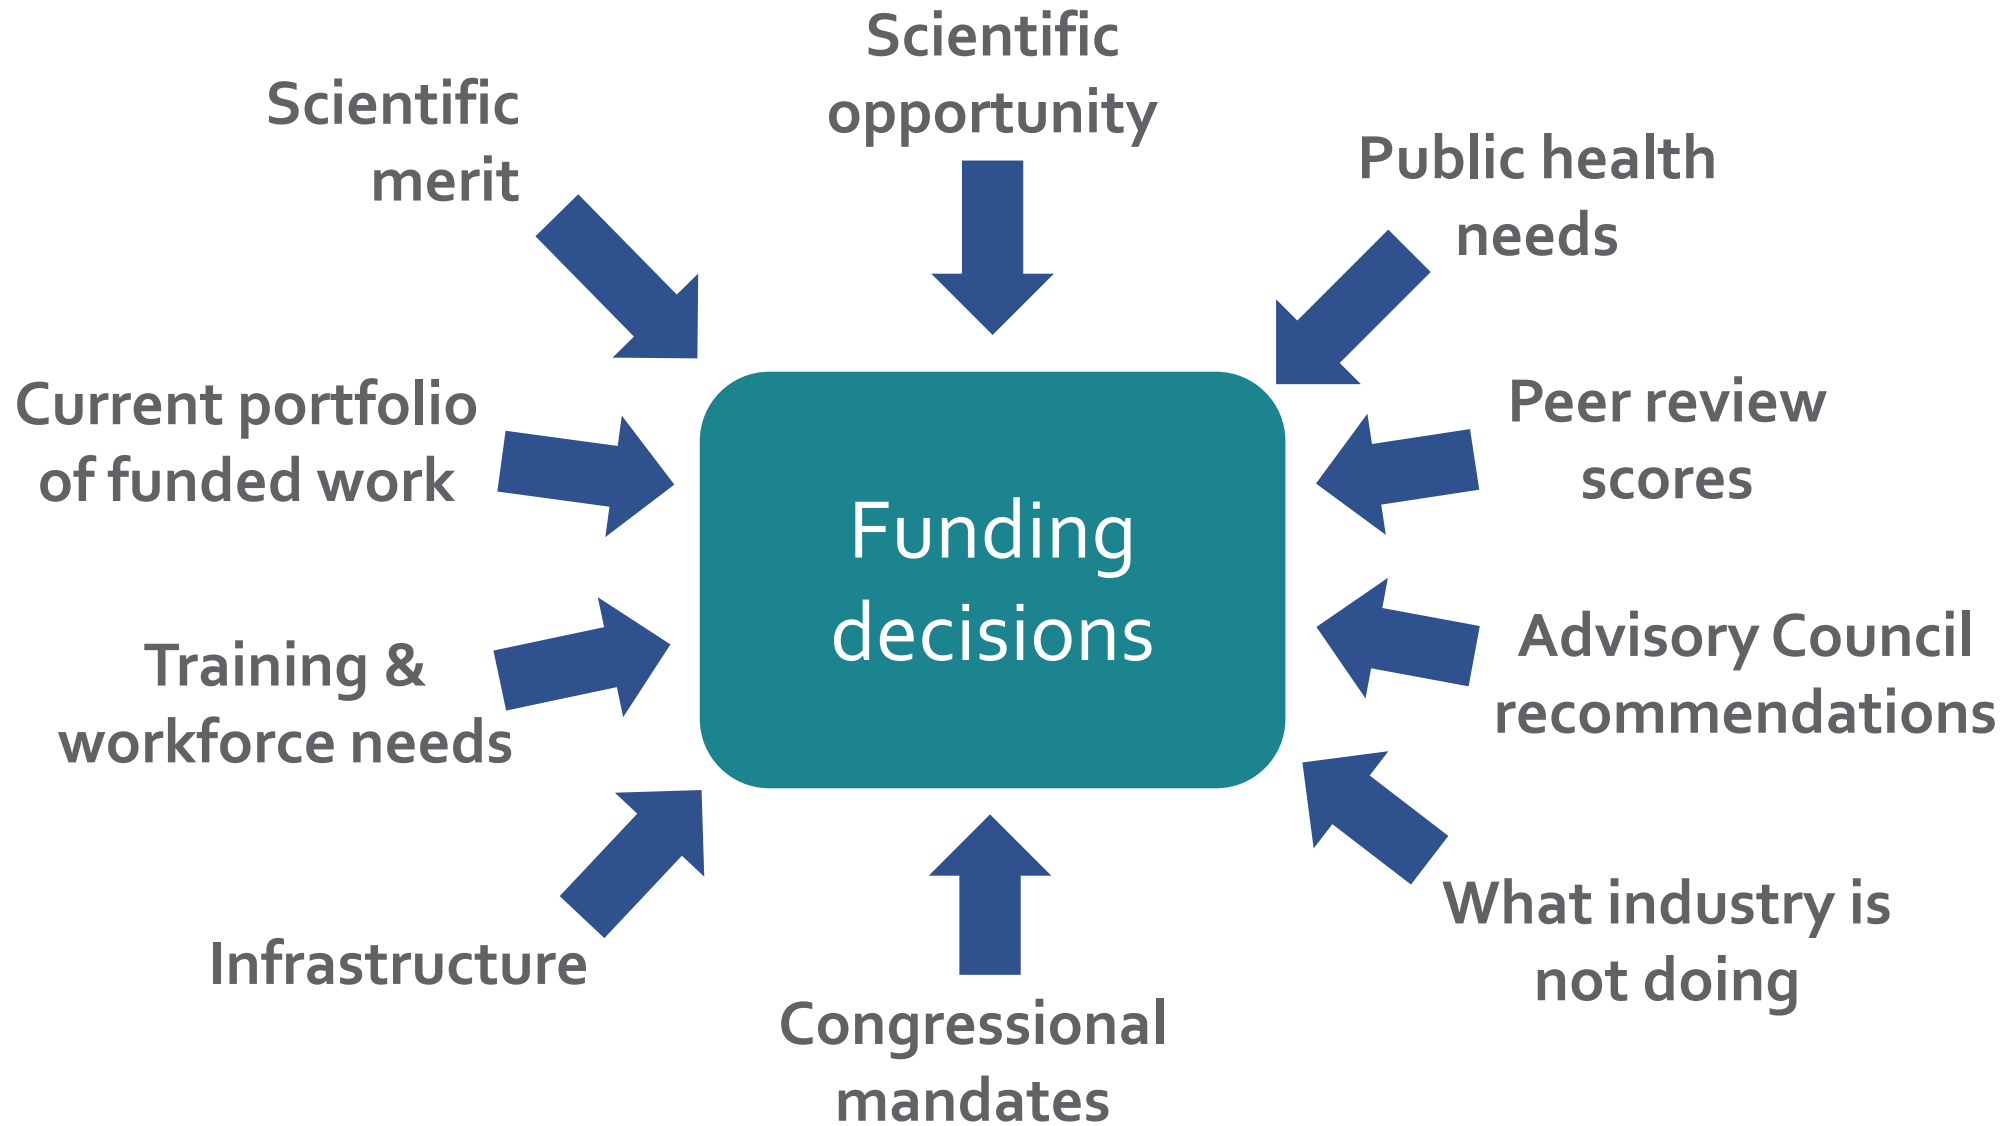 Scientific
opportunity
Scientific
merit
Public health
needs
Current portfolio
of funded work
Peer review
scores
Funding
decisions
Training &
workforce needs
Advisory Council
recommendations
Infrastructure
What industry is
not doing
Congressional
mandates